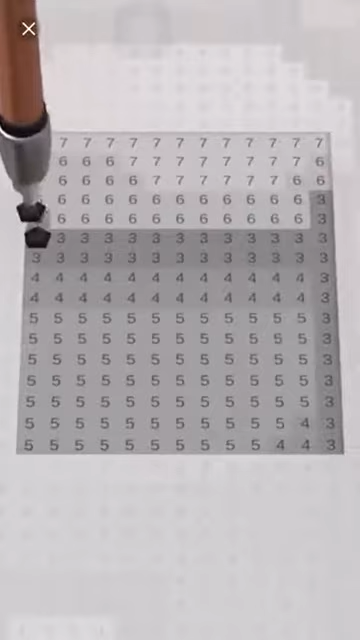 7 7 7 7 7 7 7 7 7 7 7 7
6 6 6 7 7 7 7 7 7 7 7 6
6 6 6 6 7 7 7 7 7 7 6 6
6 6 6 6 6 6 6 6 6 6 6 3
6 6 6 6 6 6 6 6 6 6 6 3
3 3 3 3 3 3 3 3 3 3 3 3
3 3 3 3 3 3 3 3 3 3 3 3 3
4 4 4 4 4 4 4 4 4 4 4 4 3
4 4 4 4 4 4 4 4 4 4 4 4 3
5 5 5 5 5 5 5 5 5 5 5 5 3
5 5 5 5 5 5 5 5 5 5 5 5 3
5 5 5 5 5 5 5 5 5 5 5 5 3
5 5 5 5 5 5 5 5 5 5 5 5 3
5 5 5 5 5 5 5 5 5 5 5 5 3
5 5 5 5 5 5 5 5 5 5 5 4 3
5 5 5 5 5 5 5 5 5 5 4 4 3